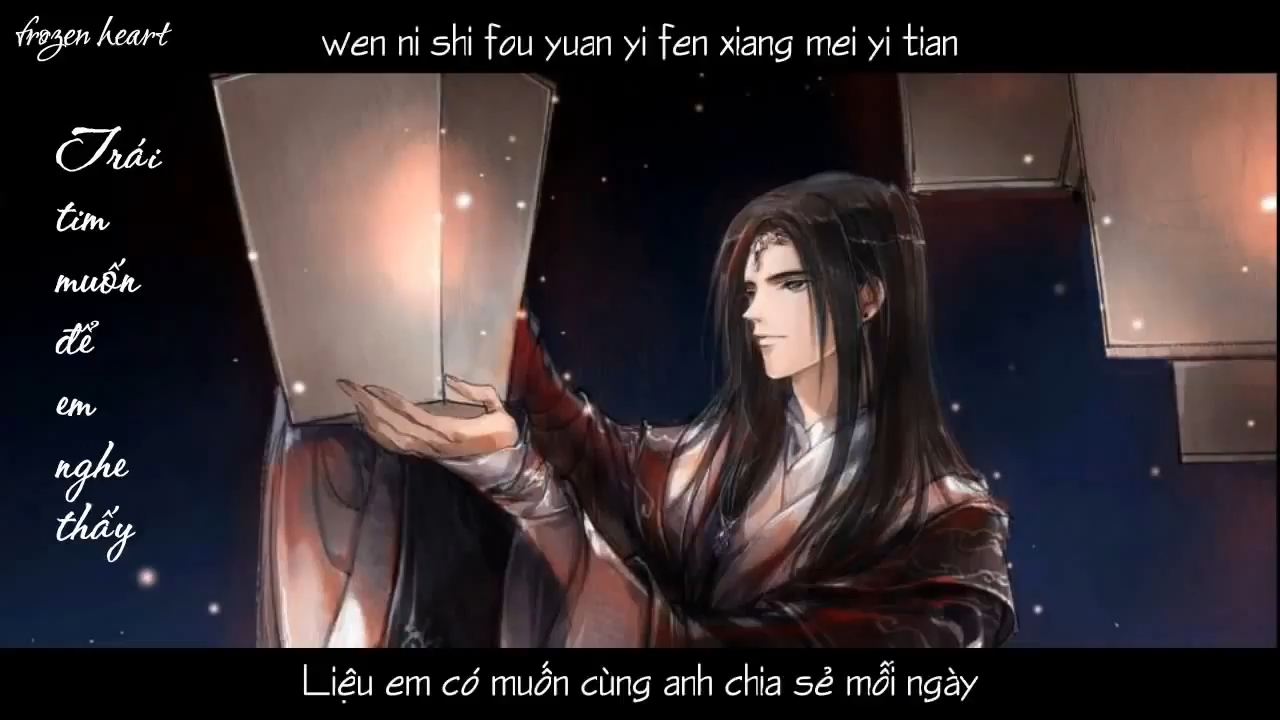 frozen heart
wen ni shi fou yuan yi fen xiang mei yi tian
Trái
tim
muốn
để
em
nghe
thấy
Liệu em có muốn cùng anh chia sẻ mỗi ngày